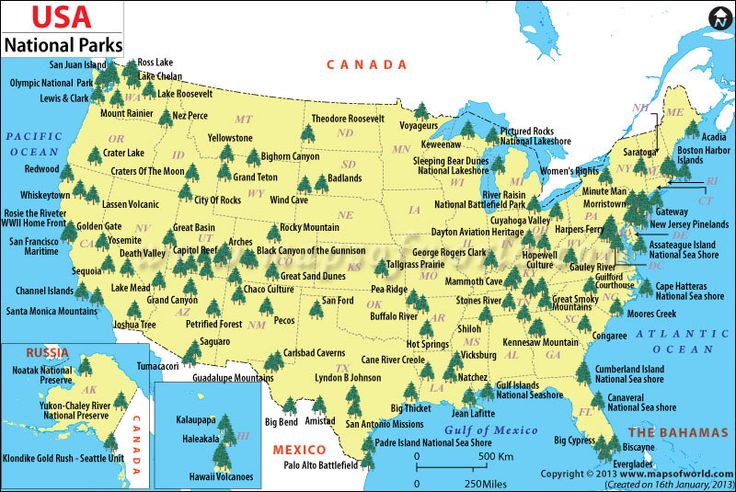 USA
National Parks
CANADA
San Juan Island
Ross Lake
Lake Chelan
Olympic National Park
Lewis & Clark
WA
Lake Roosevelt
Mount Rainier
Nez Perce
MT
Theodore Roosevelt
ND
Voyageurs
MN
Keweenaw
Pictured Rocks
National Lakeshore
NH
ME
Acadia
PACIFIC
OCEAN
OR
ID
Yellowstone
Bighorn Canyon
Crater Lake
Craters Of The Moon
Grand Teton
SD
Badlands
Wind Cave
WY
WI
Sleeping Bear Dunes
National Lakeshore
MI
Women's Rights
Saratoga
Boston Harbor
Islands
RI
CT
Redwood
Whiskeytown
Lassen Volcanic
City Of Rocks
River Raisin
National Battlefield Park
Minute Man
Morristown
Rosie the Riveter
WWII Home Front
NE
IA
Cuyahoga Valley
PA
Gateway
New Jersey Pinelands
Golden Gate
NV
Great Basin
UT
Rocky Mountain
Dayton Aviation Heritage
Harpers Ferry
San Francisco
Maritime
Yosemite
CA
Death Valley
Capitol Reef
Arches
Black Canyon of the Gunnison
KS
George Rogers Clark
IL
IN
OH
Hopewell
Culture
WV
DE
DC
Assateague Island
National Sea Shore
Sequoia
Great Sand Dunes
Tallgrass Prairie
MO
Mammoth Cave
Gauley River
Guilford
Courthouse
Channel Islands
Lake Mead
Grand Canyon
Chaco Culture
San Ford
Pea Ridge
Stones River
Great Smoky
Mountains
NC
Cape Hatteras
National Sea shore
Santa Monica Mountains
AZ
NM
OK
Buffalo River
AR
TN
SC
Moores Creek
Joshua Tree
Petrified Forest
Pecos
Shiloh
Kennesaw Mountain
Congaree
ATLANTIC
OCEAN
Saguaro
Hot Springs
MS
AL
GA
Tumacacori
Carlsbad Caverns
Guadalupe Mountains
TX
Lyndon B Johnson
Cane River Creole
Vicksburg
LA
Natchez
Cumberland Island
National Sea shore
RUSSIA
Noatak National
Preserve
AK
Yukon-Chaley River
National Preserve
CANADA
Klondike Gold Rush - Seattle Unit
Kalaupapa
Haleakala
HI
Hawaii Volcanoes
Big Bend
Amistad
San Antonio Missions
Big Thicket
Jean Lafitte
Gulf Islands
National Seashore
FL
Canaveral
National Sea shore
MEXICO
Padre Island National Sea Shore
Gulf of Mexico
Palo Alto Battlefield
Big Cypress
THE BAHAMAS
Biscayne
Everglades
0
500 Km
0
250 Miles
Copyright © 2013 www.mapsofworld.com
(Created on 16th January, 2013)